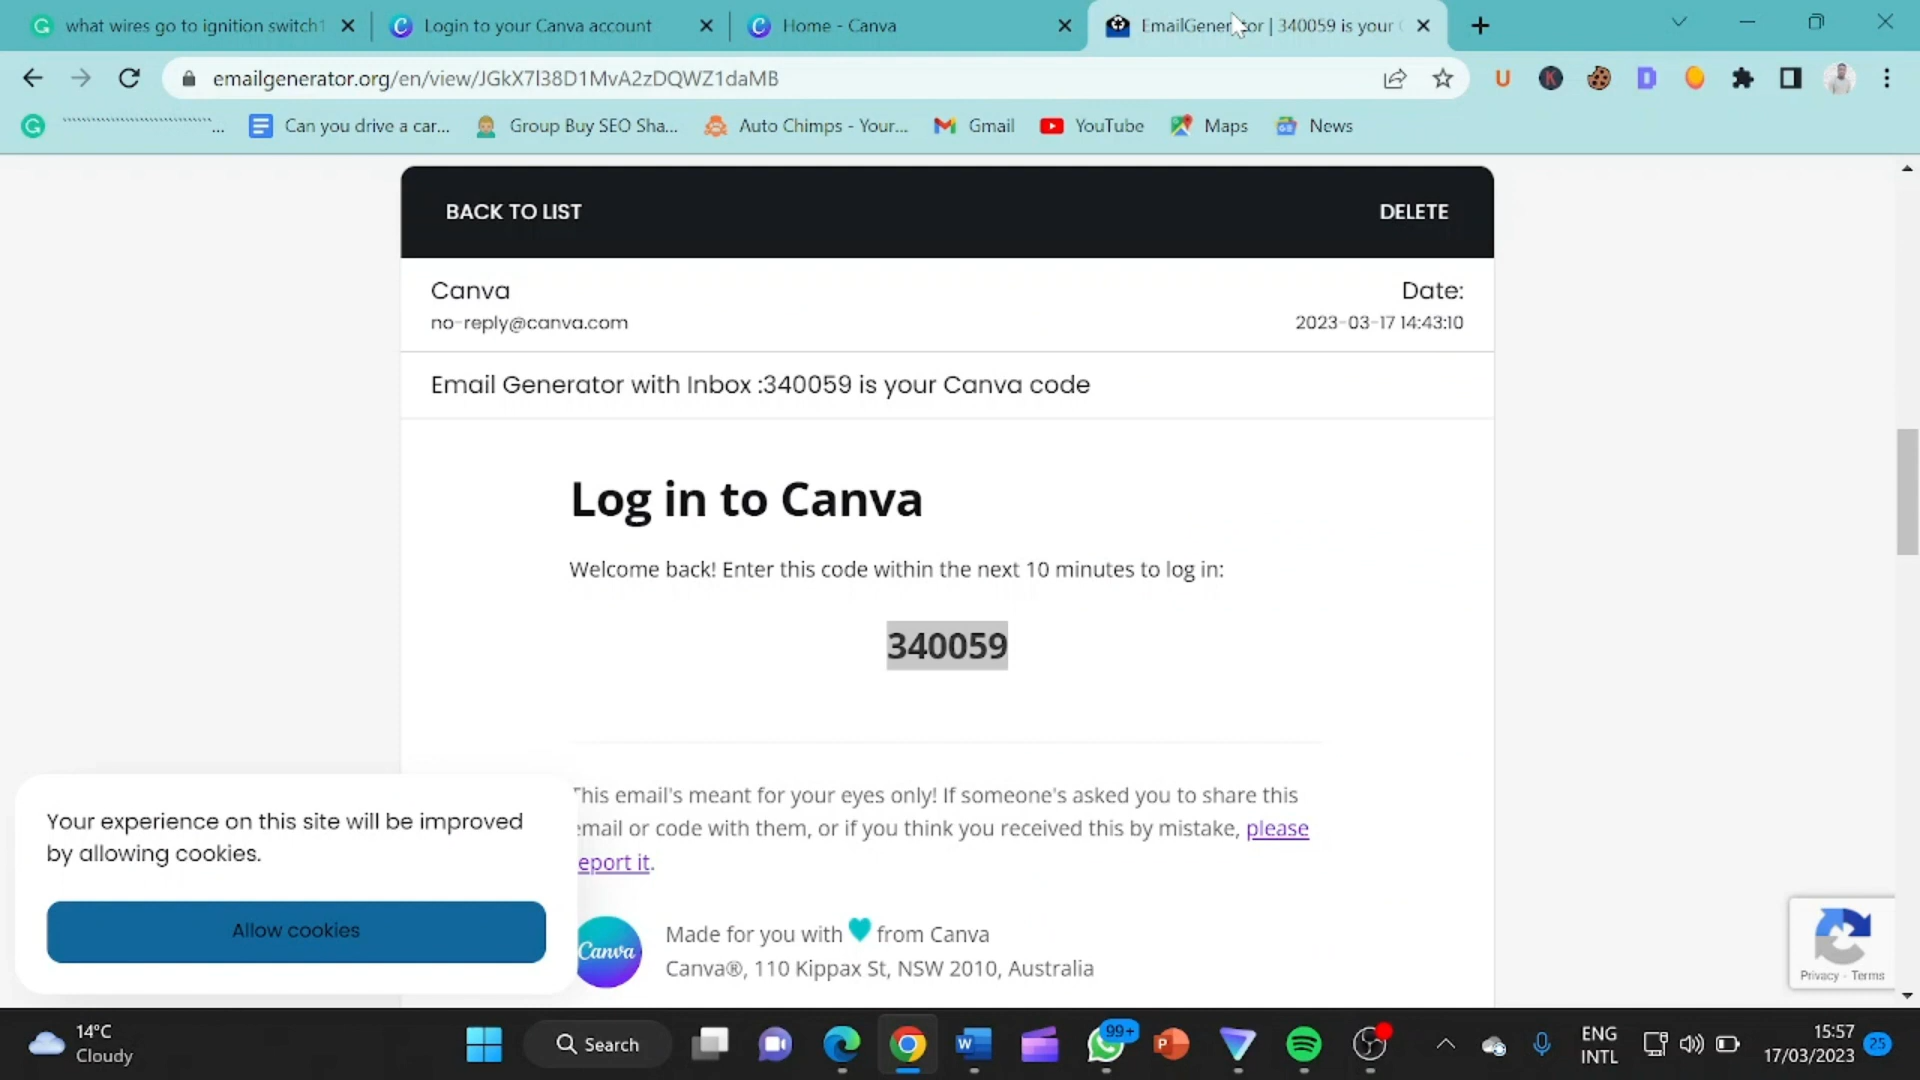 what wires go to ignition switch1
Login to your Canva account
Home - Canva
EmailGenerator | 340059 is your
emailgenerator.org/en/view/JGkX7l38D1MvA2zDQWZ1daMB
Can you drive a car...
Group Buy SEO Sha...
Auto Chimps - Your...
Gmail
YouTube
Maps
News
BACK TO LIST
DELETE
Canva
Date:
no-reply@canva.com
2023-03-17 14:43:10
Email Generator with Inbox :340059 is your Canva code
Log in to Canva
Welcome back! Enter this code within the next 10 minutes to log in:
340059
This email's meant for your eyes only! If someone's asked you to share this
email or code with them, or if you think you received this by mistake, please
eport it.
Your experience on this site will be improved
by allowing cookies.
Allow cookies
Canva
Made for you with from Canva
Canva®, 110 Kippax St, NSW 2010, Australia
Privacy - Terms
14°C
Cloudy
Search
99+
ENG
INTL
15:57
17/03/2023
25